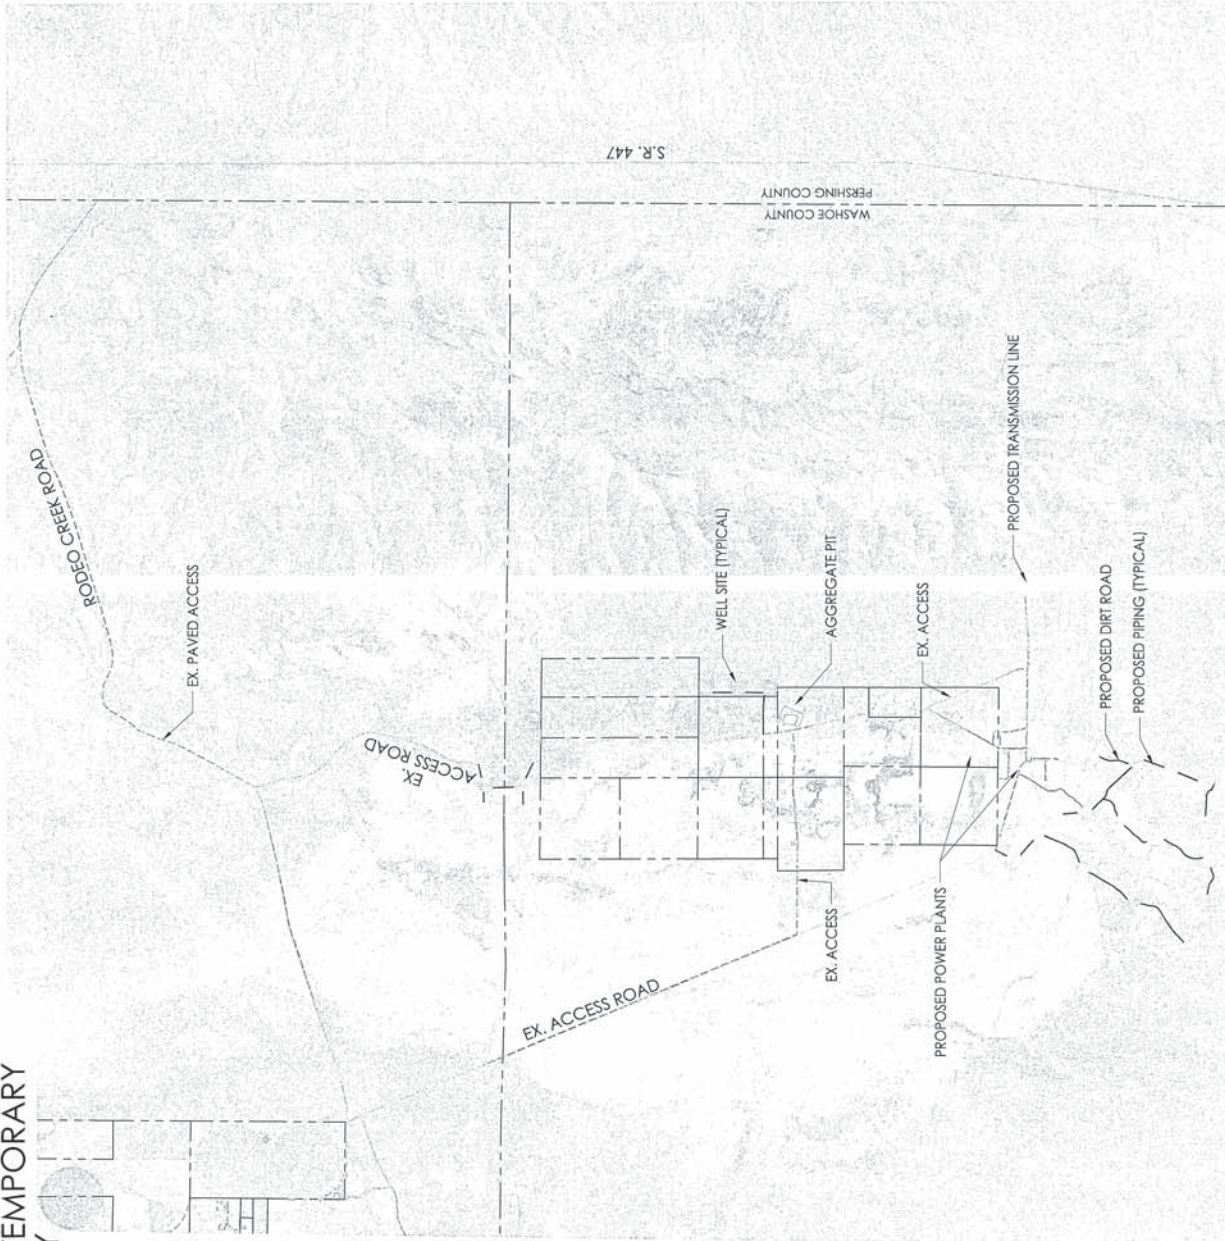 TEMPORARY
S.R. 447
PERSHING COUNTY
WASHOE COUNTY
RODEO CREEK ROAD
EX. PAVED ACCESS
EX.
ACCESS ROAD
WELL SITE (TYPICAL)
AGGREGATE PIT
EX. ACCESS
PROPOSED TRANSMISSION LINE
PROPOSED DIRT ROAD
PROPOSED PIPING (TYPICAL)
EX. ACCESS
PROPOSED POWER PLANTS
EX. ACCESS ROAD